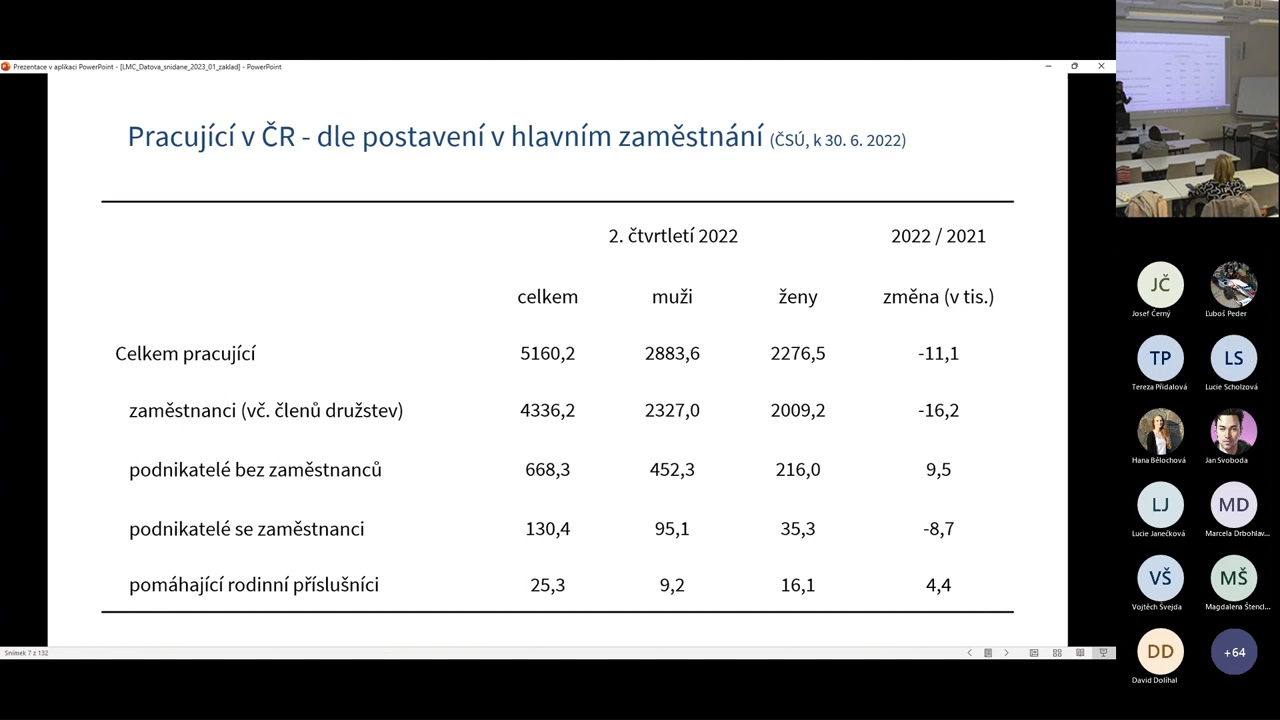 Prezentace v aplikaci PowerPoint - [LMC_Datova_snidane_2023_01_zaklad] - PowerPoint
Pracující v ČR - dle postavení v hlavním zaměstnání (ČSÚ, k 30. 6. 2022)
2. čtvrtletí 2022 2022 / 2021
celkem muži ženy změna (v tis.)
Celkem pracující 5160,2 2883,6 2276,5 -11,1
zaměstnanci (vč. členů družstev) 4336,2 2327,0 2009,2 -16,2
podnikatelé bez zaměstnanců 668,3 452,3 216,0 9,5
podnikatelé se zaměstnanci 130,4 95,1 35,3 -8,7
pomáhající rodinní příslušníci 25,3 9,2 16,1 4,4
Snímek 7 z 132
JČ
Josef Černý Ľuboš Peder
TP LS
Tereza Přidalová Lucie Scholzová
Hana Bělochová Jan Svoboda
LJ MD
Lucie Janečková Marcela Drbohlav...
VŠ MŠ
Vojtěch Švejda Magdalena Štencl...
DD +64
David Dolíhal